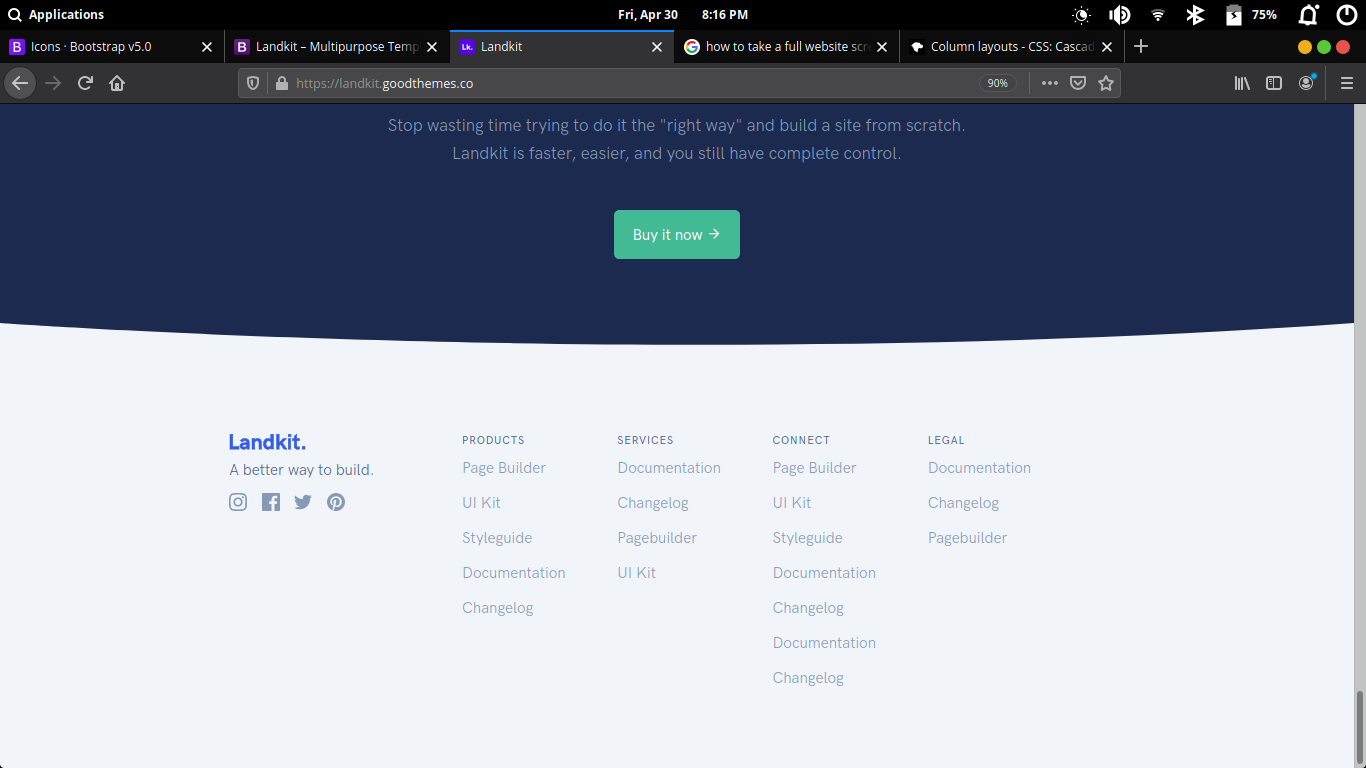 Applications
Fri, Apr 30 8:16 PM
75%
Icons · Bootstrap v5.0
Landkit – Multipurpose Temp
Lk. Landkit
how to take a full website scr
Column layouts - CSS: Cascad
https://landkit.goodthemes.co
90%
Stop wasting time trying to do it the "right way" and build a site from scratch.
Landkit is faster, easier, and you still have complete control.
Buy it now →
Landkit.
A better way to build.
PRODUCTS
Page Builder
UI Kit
Styleguide
Documentation
Changelog
SERVICES
Documentation
Changelog
Pagebuilder
UI Kit
CONNECT
Page Builder
UI Kit
Styleguide
Documentation
Changelog
Documentation
Changelog
LEGAL
Documentation
Changelog
Pagebuilder